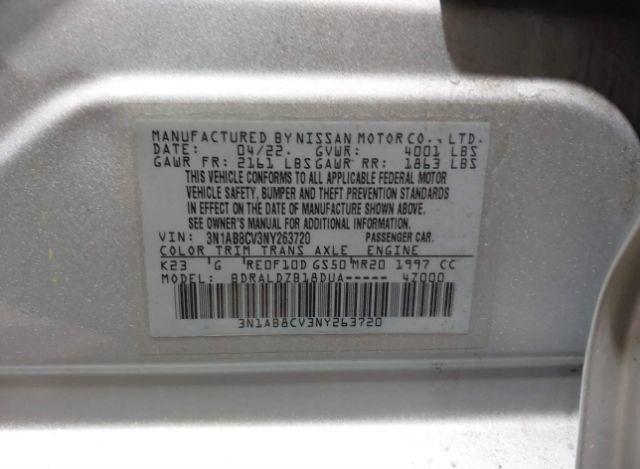 MANUFACTURED BY NISSAN MOTOR CO., LTD.
DATE: 04/22. GVWR: 4001 LBS
GAWR FR: 2161 LBS GAWR RR: 1863 LBS
THIS VEHICLE CONFORMS TO ALL APPLICABLE FEDERAL MOTOR
VEHICLE SAFETY, BUMPER AND THEFT PREVENTION STANDARDS
IN EFFECT ON THE DATE OF MANUFACTURE SHOWN ABOVE.
SEE OWNER'S MANUAL FOR ADDITIONAL INFORMATION
VIN: 3N1AB8CV3NY263720 PASSENGER CAR.
COLOR TRIM TRANS AXLE ENGINE
K23 G RE0F10D GS50 MR20 1997 CC
MODEL: BDRALDZB18DUA----- 47000
3N1AB8CV3NY263720